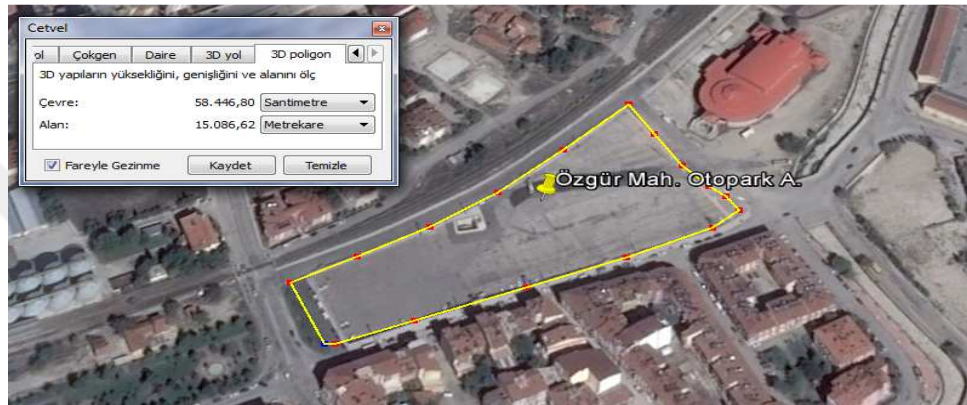 Cetvel
ol Çokgen Daire 3D yol 3D poligon
3D yapıların yüksekliğini, genişliğini ve alanını ölç
Çevre: 58.446,80 Santimetre
Alan: 15.086,62 Metrekare
Fareyle Gezinme Kaydet Temizle
Özgür Mah. Otopark A.